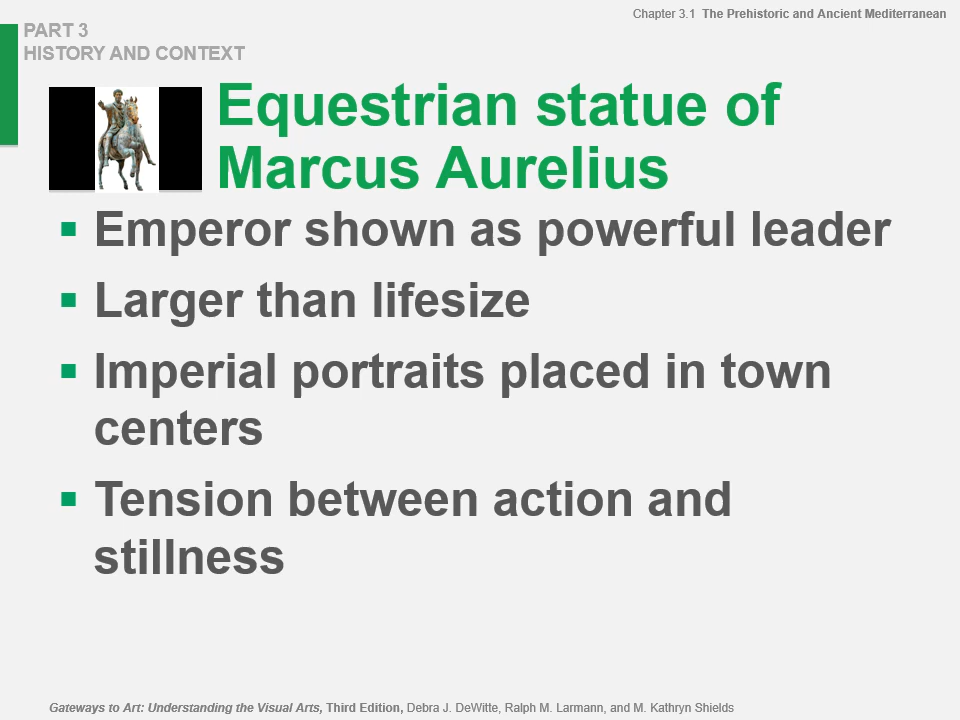 Chapter 3.1 The Prehistoric and Ancient Mediterranean
PART 3
HISTORY AND CONTEXT
Equestrian statue of
Marcus Aurelius
▪ Emperor shown as powerful leader
▪ Larger than lifesize
▪ Imperial portraits placed in town
centers
▪ Tension between action and
stillness
Gateways to Art: Understanding the Visual Arts, Third Edition, Debra J. DeWitte, Ralph M. Larmann, and M. Kathryn Shields